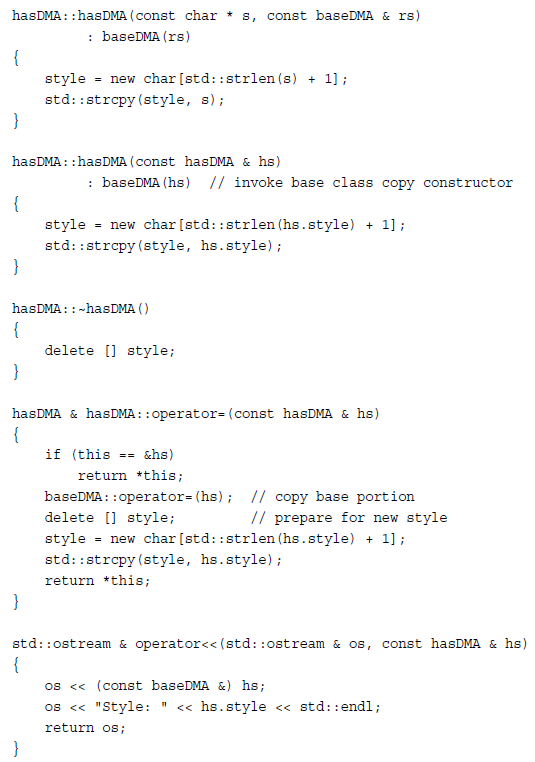 hasDMA::hasDMA(const char * s, const baseDMA & rs)
         : baseDMA(rs)
{
    style = new char[std::strlen(s) + 1];
    std::strcpy(style, s);
}

hasDMA::hasDMA(const hasDMA & hs)
         : baseDMA(hs)  // invoke base class copy constructor
{
    style = new char[std::strlen(hs.style) + 1];
    std::strcpy(style, hs.style);
}

hasDMA::~hasDMA()
{
    delete [] style;
}

hasDMA & hasDMA::operator=(const hasDMA & hs)
{
    if (this == &hs)
        return *this;
    baseDMA::operator=(hs);  // copy base portion
    delete [] style;         // prepare for new style
    style = new char[std::strlen(hs.style) + 1];
    std::strcpy(style, hs.style);
    return *this;
}

std::ostream & operator<<(std::ostream & os, const hasDMA & hs)
{
    os << (const baseDMA &) hs;
    os << "Style: " << hs.style << std::endl;
    return os;
}